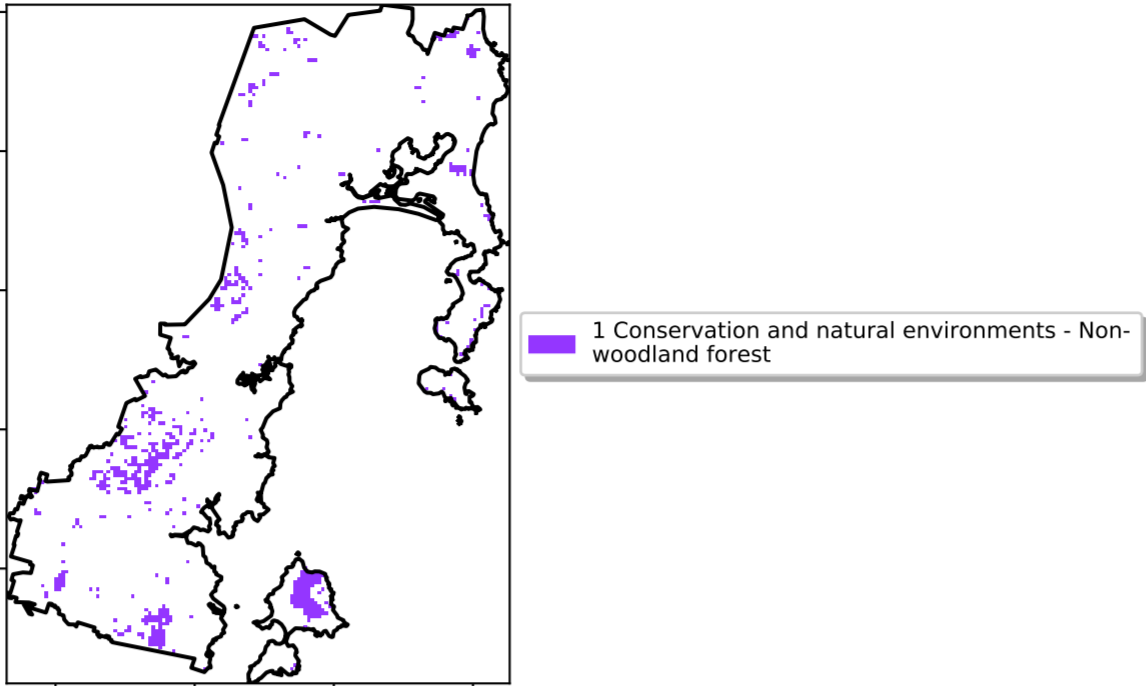 1 Conservation and natural environments - Non-
woodland forest